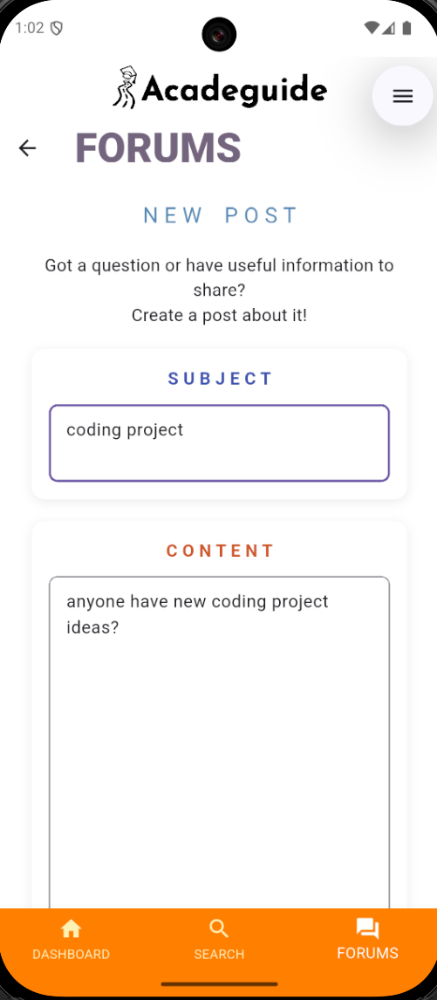 1:02
Acadeguide
FORUMS
NEW POST
Got a question or have useful information to
share?
Create a post about it!
SUBJECT
coding project
CONTENT
anyone have new coding project
ideas?
DASHBOARD
SEARCH
FORUMS